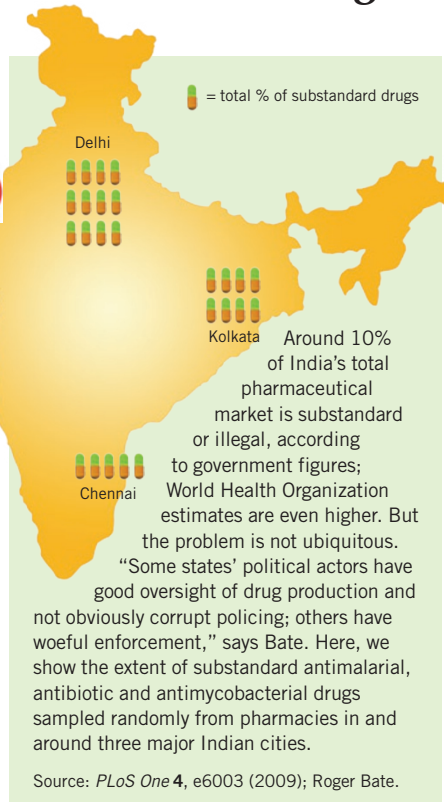 = total % of substandard drugs
Delhi
Kolkata
Chennai
Around 10%
of India's total
pharmaceutical
market is substandard
or illegal, according
to government figures;
World Health Organization
estimates are even higher. But
the problem is not ubiquitous.
"Some states' political actors have
good oversight of drug production and
not obviously corrupt policing; others have
woeful enforcement," says Bate. Here, we
show the extent of substandard antimalarial,
antibiotic and antimycobacterial drugs
sampled randomly from pharmacies in and
around three major Indian cities.
Source: PLoS One 4, e6003 (2009); Roger Bate.